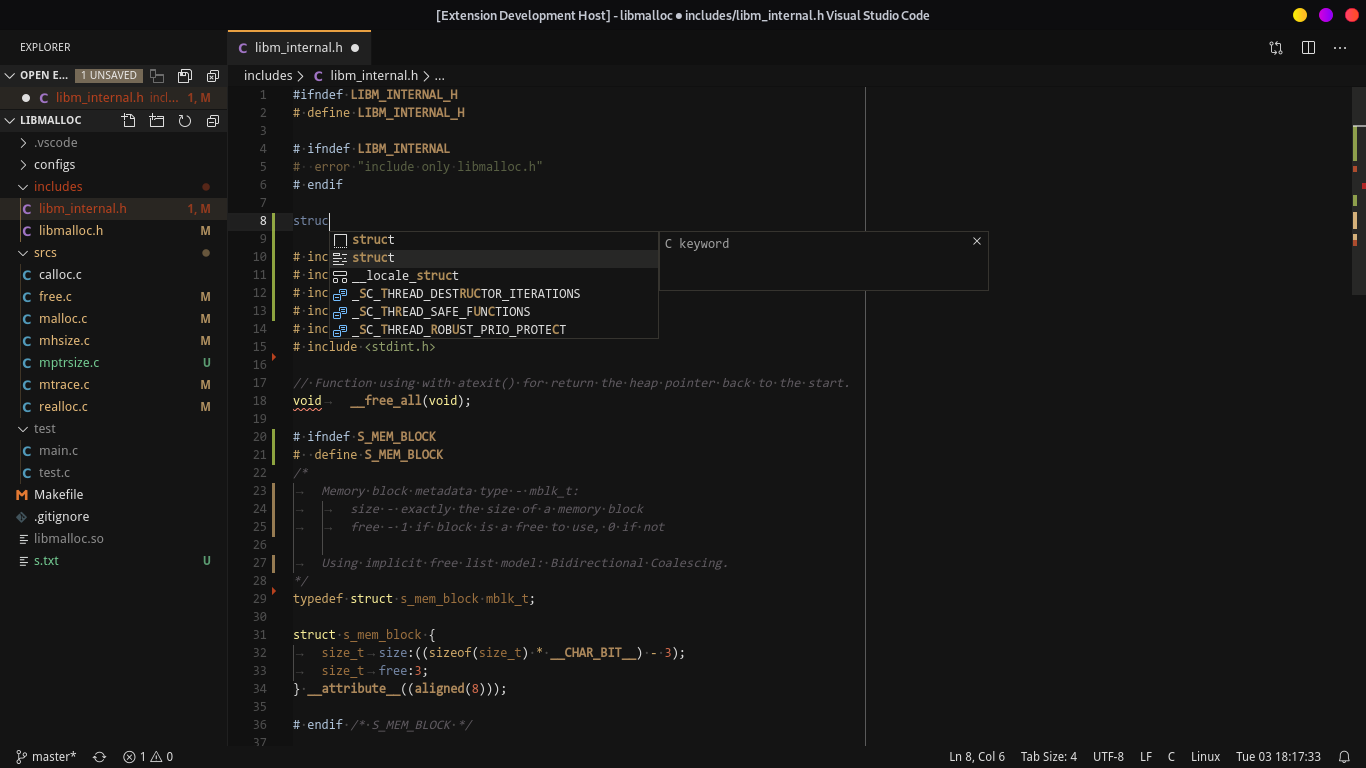 [Extension Development Host] - libmalloc ● includes/libm_internal.h Visual Studio Code
EXPLORER
OPEN E... 1 UNSAVED
libm_internal.h incl... 1, M
LIBMALLOC
.vscode
configs
includes
libm_internal.h 1, M
libmalloc.h M
srcs
calloc.c
free.c M
malloc.c M
mhsize.c M
mptrsize.c U
mtrace.c M
realloc.c M
test
main.c
test.c
Makefile
.gitignore
libmalloc.so
s.txt U
libm_internal.h ●
includes > C libm_internal.h > ...
1 #ifndef LIBM_INTERNAL_H
2 # define LIBM_INTERNAL_H
3
4 # ifndef LIBM_INTERNAL
5 #  error "include only libmalloc.h"
6 # endif
7
8 struc
struct
struct
__locale_struct
_SC_THREAD_DESTRUCTOR_ITERATIONS
_SC_THREAD_SAFE_FUNCTIONS
_SC_THREAD_ROBUST_PRIO_PROTECT
C keyword
9
10 # inc
11 # inc
12 # inc
13 # inc
14 # inc
15 # include <stdint.h>
16
17 // Function using with atexit() for return the heap pointer back to the start.
18 void __free_all(void);
19
20 # ifndef S_MEM_BLOCK
21 #  define S_MEM_BLOCK
22 /*
23 Memory block metadata type - mblk_t:
24 size - exactly the size of a memory block
25 free - 1 if block is a free to use, 0 if not
26
27 Using implicit free list model: Bidirectional Coalescing.
28 */
29 typedef struct s_mem_block mblk_t;
30
31 struct s_mem_block {
32 size_t size:((sizeof(size_t) * __CHAR_BIT__) - 3);
33 size_t free:3;
34 } __attribute__((aligned(8)));
35
36 # endif /* S_MEM_BLOCK */
37
master* 1 0 Ln 8, Col 6 Tab Size: 4 UTF-8 LF C Linux Tue 03 18:17:33